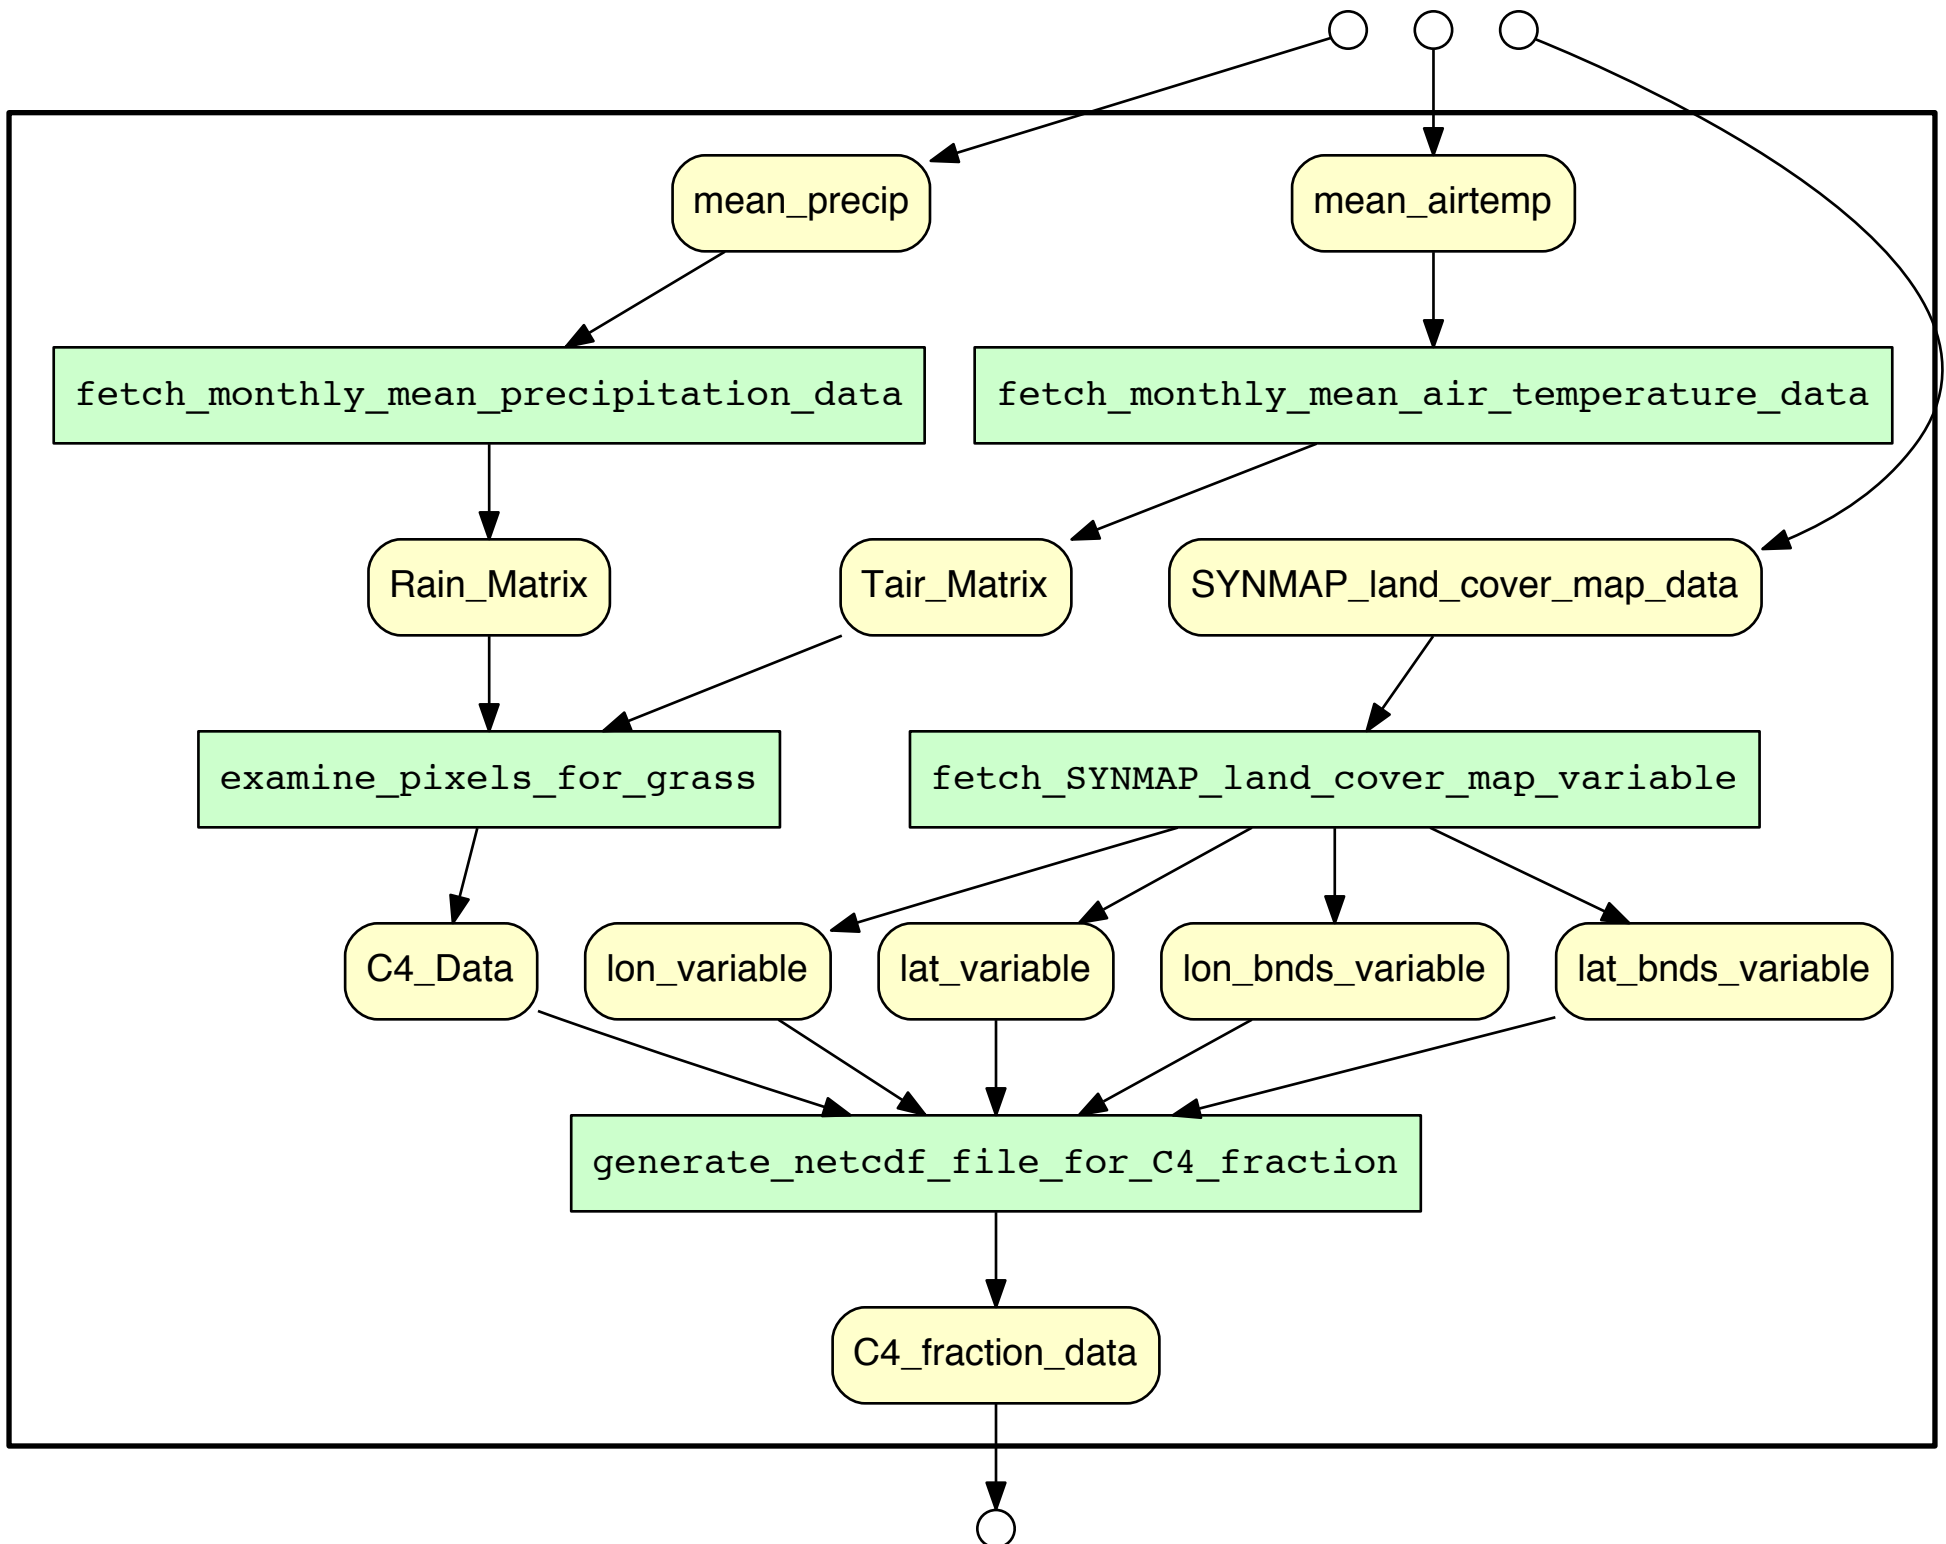 mean_precip
mean_airtemp
fetch_monthly_mean_precipitation_data
fetch_monthly_mean_air_temperature_data
Rain_Matrix
Tair_Matrix
SYNMAP_land_cover_map_data
examine_pixels_for_grass
fetch_SYNMAP_land_cover_map_variable
C4_Data
lon_variable
lat_variable
lon_bnds_variable
lat_bnds_variable
generate_netcdf_file_for_C4_fraction
C4_fraction_data